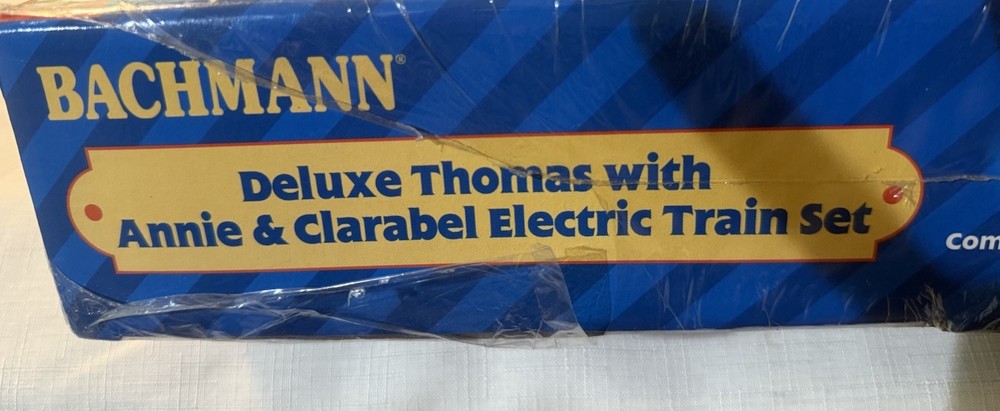 BACHMANN®
Deluxe Thomas with
Annie & Clarabel Electric Train Set
Com